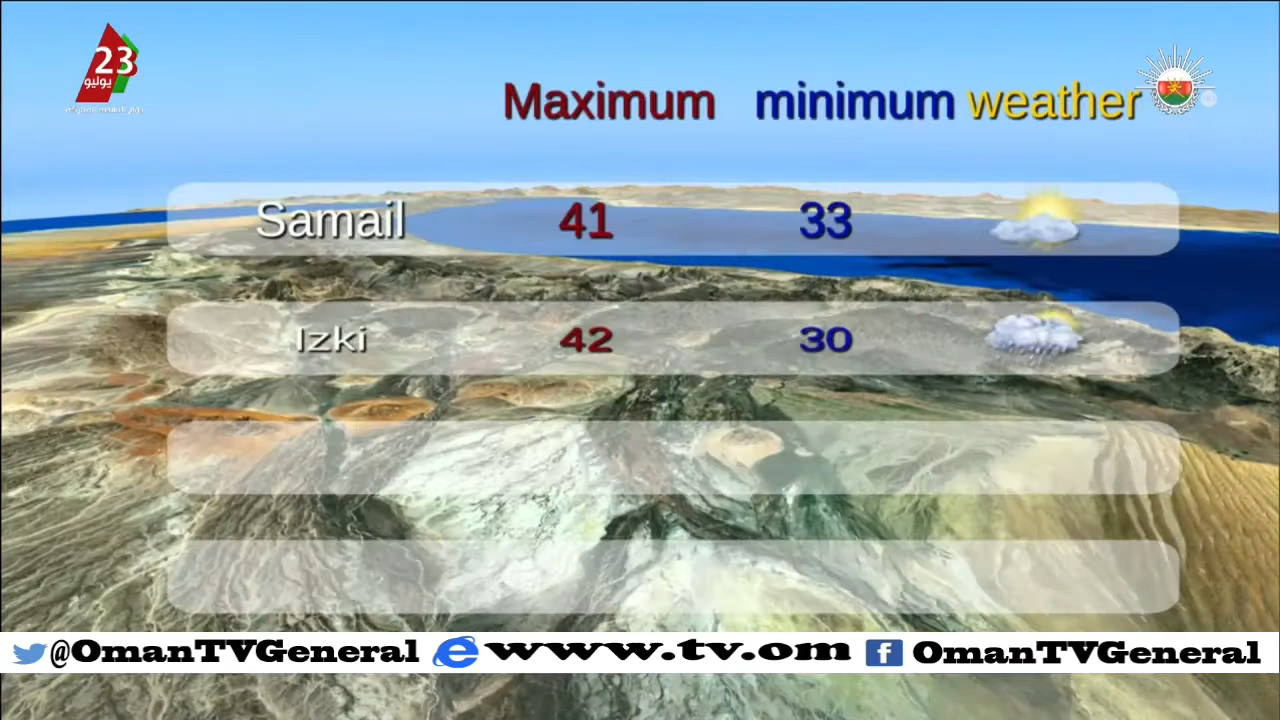 23
يوليو
Maximum minimum weather
Samail 41 33
Izki 42 30
@OmanTVGeneral www.tv.om OmanTVGeneral